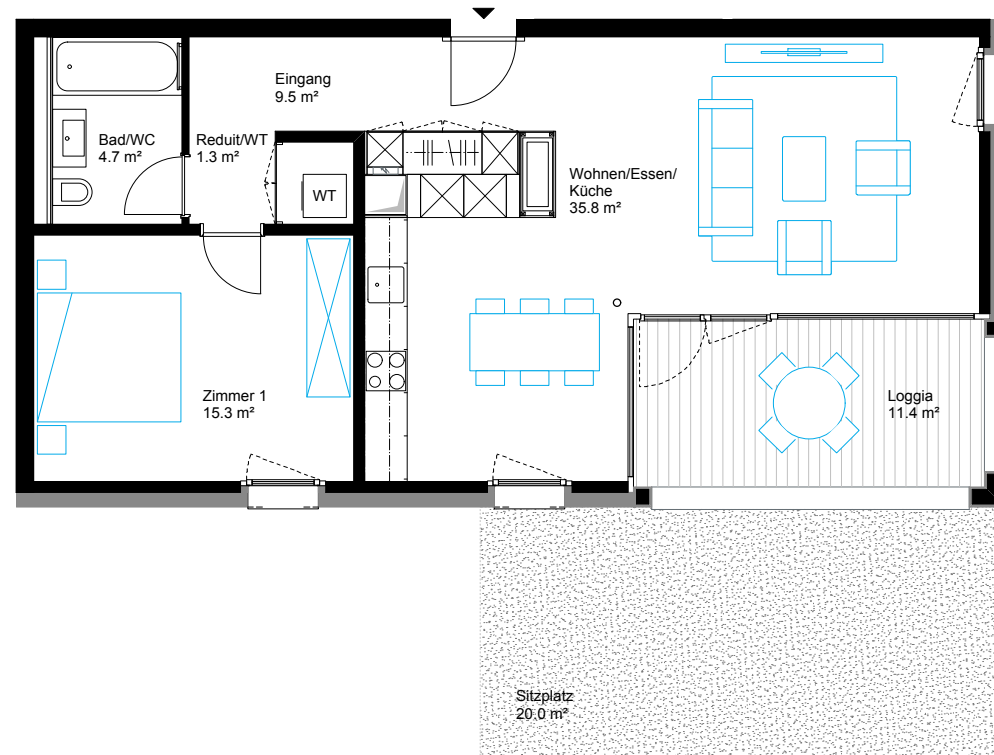 Eingang
9.5 m²
Bad/WC
4.7 m²
Reduit/WT
1.3 m²
WT
Wohnen/Essen/
Küche
35.8 m²
Zimmer 1
15.3 m²
Loggia
11.4 m²
Sitzplatz
20.0 m²